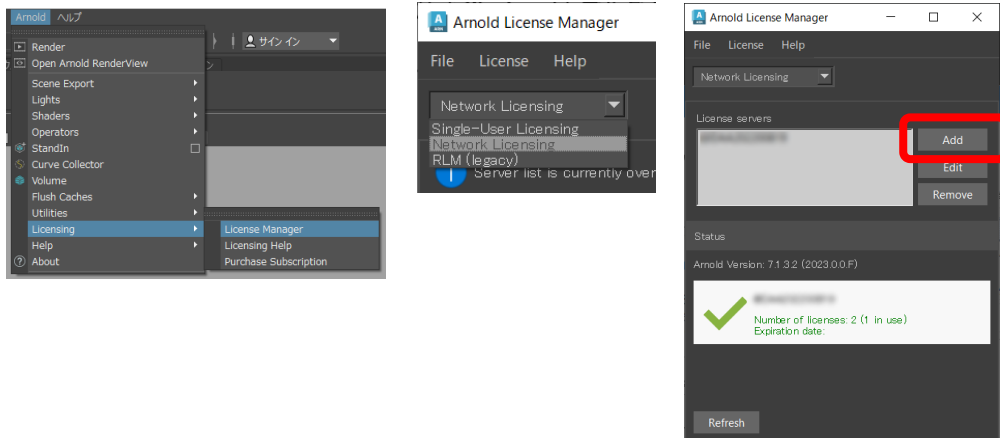 Arnold ヘルプ
サインイン
Render
Open Arnold RenderView
Scene Export
Lights
Shaders
Operators
StandIn
Curve Collector
Volume
Flush Caches
Utilities
Licensing
Help
About
License Manager
Licensing Help
Purchase Subscription
Arnold License Manager
File License Help
Network Licensing
Single-User Licensing
Network Licensing
RLM (legacy)
Server list is currently over
Arnold License Manager
File License Help
Network Licensing
License servers
Add
Edit
Remove
Status
Arnold Version: 7.1.3.2 (2023.0.0.F)
Number of licenses: 2 (1 in use)
Expiration date:
Refresh